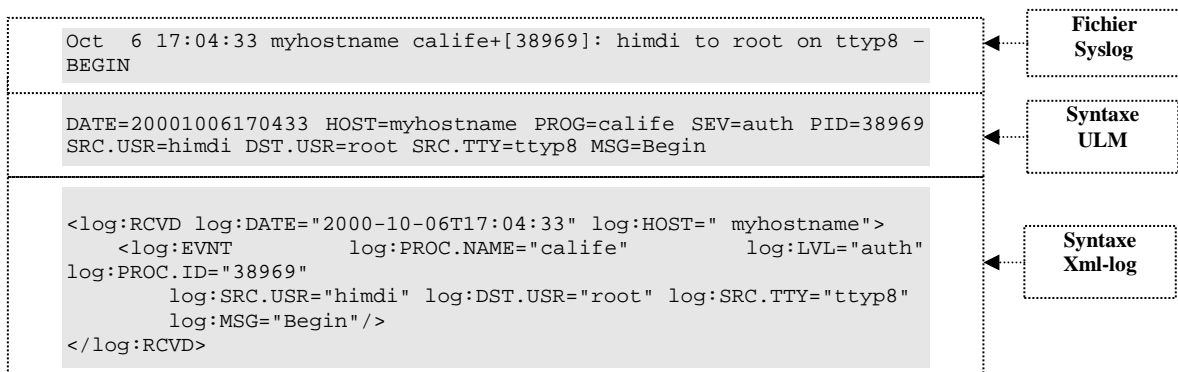 Oct  6 17:04:33 myhostname calife+[38969]: himdi to root on ttyp8 –
BEGIN
Fichier
Syslog
DATE=20001006170433 HOST=myhostname PROG=calife SEV=auth PID=38969
SRC.USR=himdi DST.USR=root SRC.TTY=ttyp8 MSG=Begin
Syntaxe
ULM
<log:RCVD log:DATE="2000-10-06T17:04:33" log:HOST=" myhostname">
<log:EVNT log:PROC.NAME="calife" log:LVL="auth"
log:PROC.ID="38969"
log:SRC.USR="himdi" log:DST.USR="root" log:SRC.TTY="ttyp8"
log:MSG="Begin"/>
</log:RCVD>
Syntaxe
Xml-log